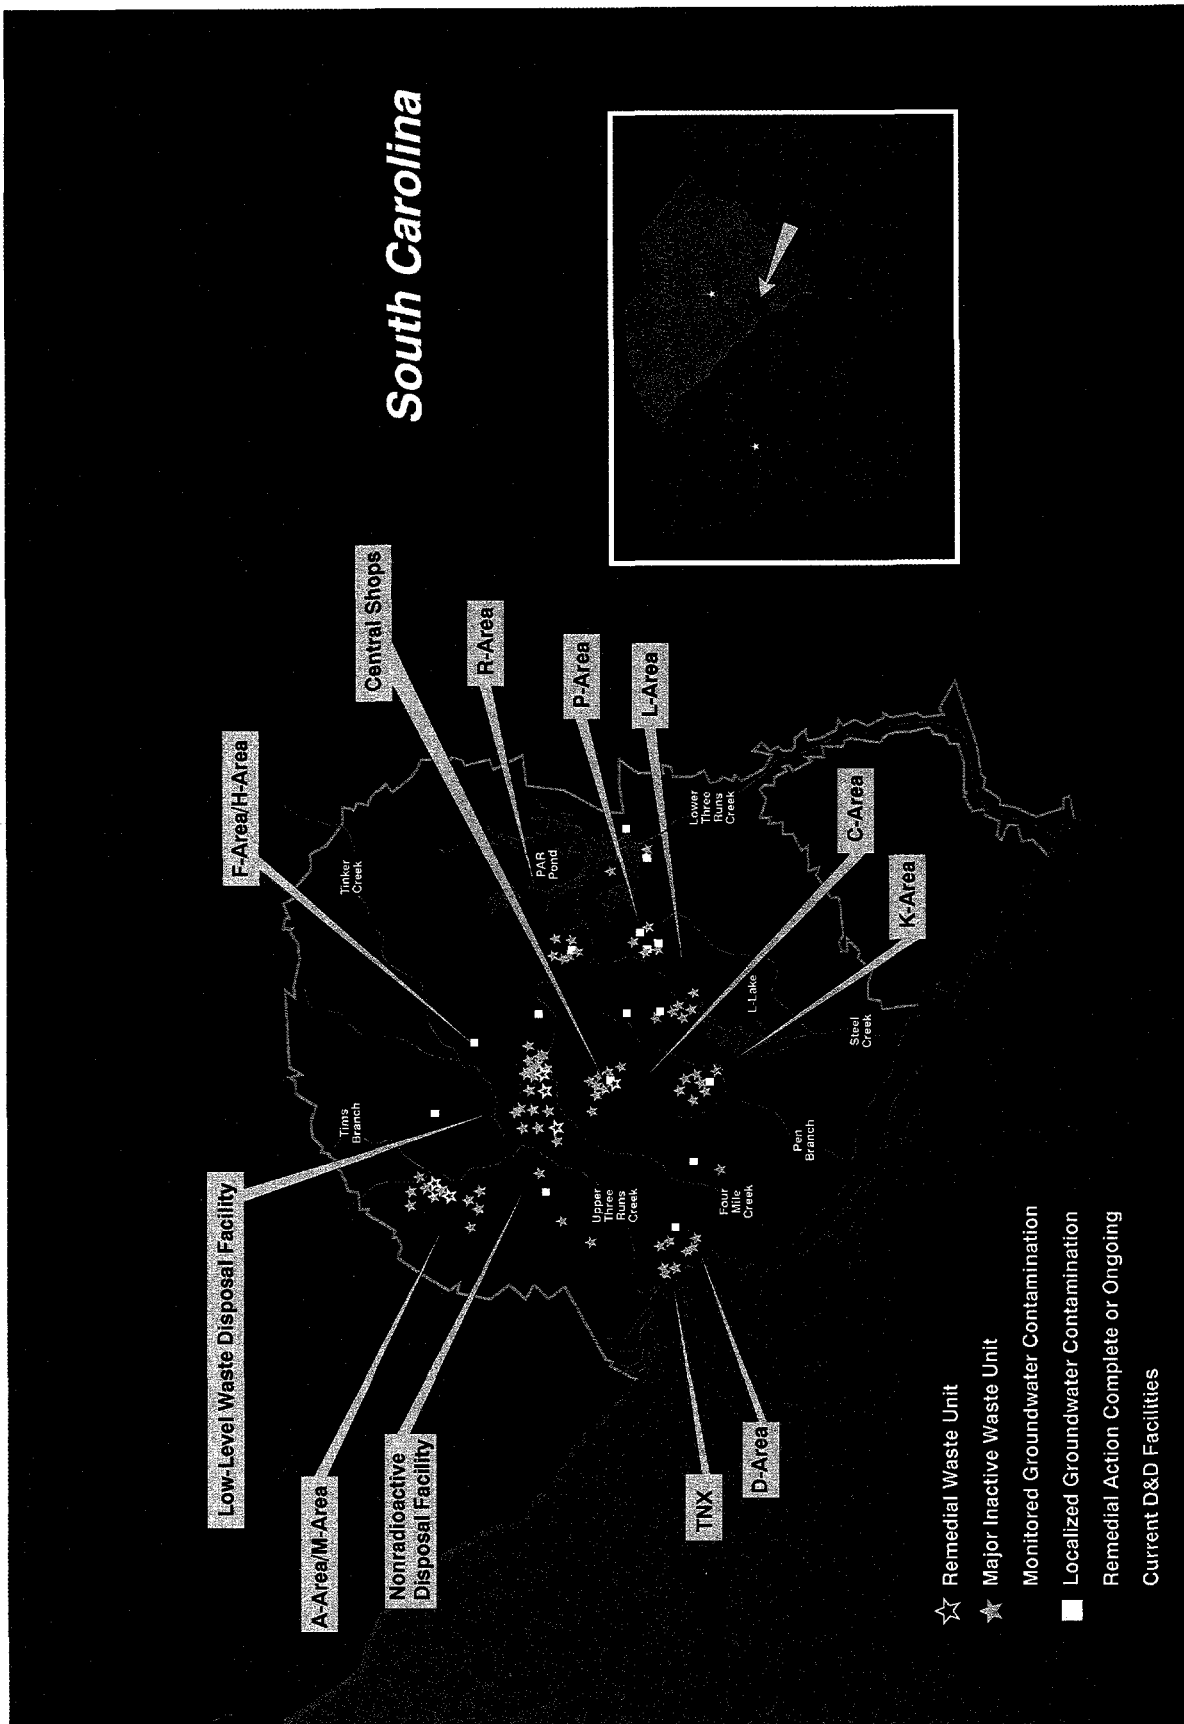 South Carolina
Low-Level Waste Disposal Facility
F-Area/H-Area
A-Area/M-Area
Central Shops
Nonradioactive
Disposal Facility
R-Area
P-Area
L-Area
TNX
D-Area
C-Area
K-Area
Tinker
Creek
Tims
Branch
PAR
Pond
Upper
Three
Runs
Creek
Lower
Three
Runs
Creek
Four
Mile
Creek
L-Lake
Pen
Branch
Steel
Creek
Remedial Waste Unit
Major Inactive Waste Unit
Monitored Groundwater Contamination
Localized Groundwater Contamination
Remedial Action Complete or Ongoing
Current D&D Facilities